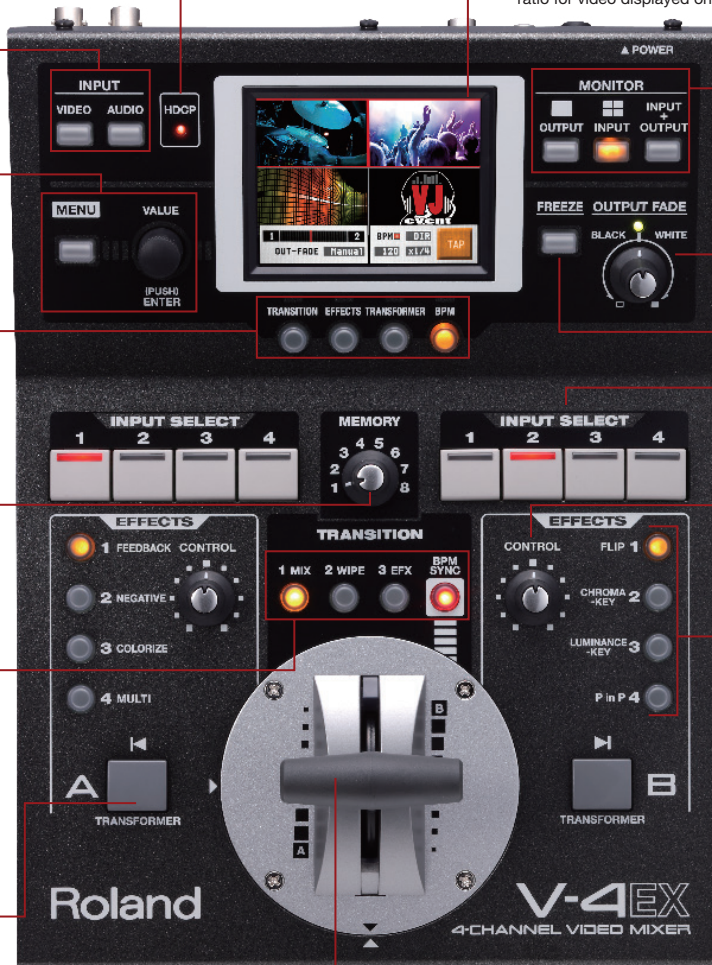 ratio for video displayed on
POWER
INPUT
VIDEO AUDIO
HDCP
MONITOR
OUTPUT
INPUT
INPUT
+
OUTPUT
MENU
VALUE
(PUSH)
ENTER
VJ
event
1 2
OUT-FADE Manual
BPM DIR
120 x1/4
TAP
FREEZE
OUTPUT FADE
BLACK WHITE
TRANSITION EFFECTS TRANSFORMER BPM
INPUT SELECT
1 2 3 4
MEMORY
1 2 3 4 5 6 7 8
INPUT SELECT
1 2 3 4
EFFECTS
1 FEEDBACK
CONTROL
2 NEGATIVE
3 COLORIZE
4 MULTI
TRANSITION
1 MIX 2 WIPE 3 EFX
BPM
SYNC
EFFECTS
CONTROL
FLIP 1
CHROMA
-KEY 2
LUMINANCE
-KEY 3
P in P 4
B
A
A
TRANSFORMER
B
TRANSFORMER
Roland
V-4EX
4-CHANNEL VIDEO MIXER